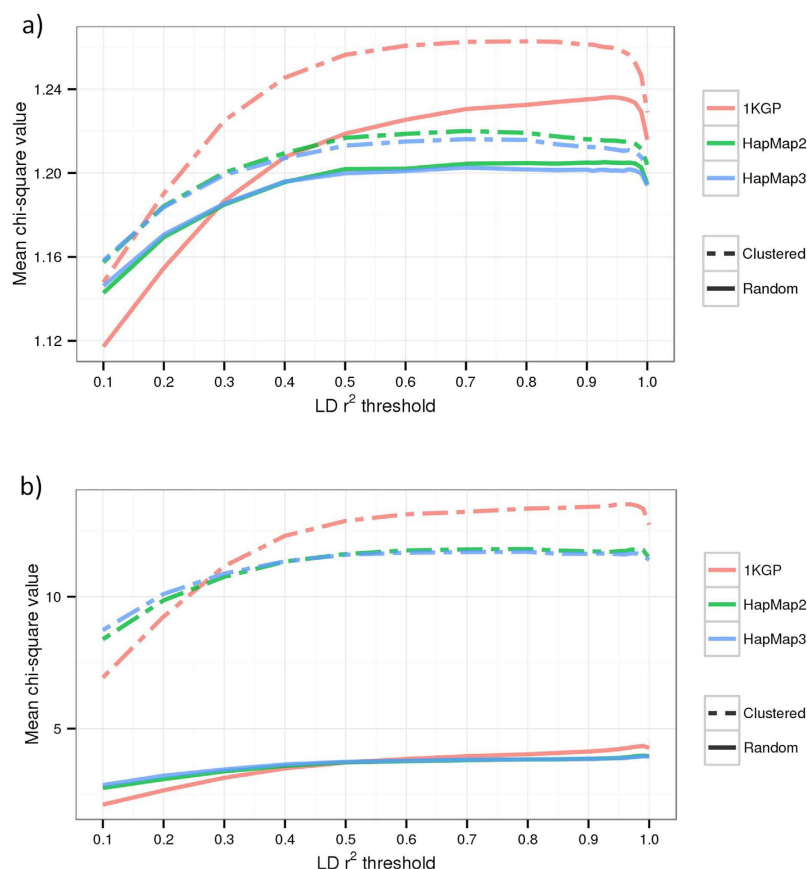 a)
Mean chi-square value
1.24
1.20
1.16
1.12
0.1 0.2 0.3 0.4 0.5 0.6 0.7 0.8 0.9 1.0
LD r² threshold
1KGP
HapMap2
HapMap3
Clustered
Random
b)
Mean chi-square value
10
5
0.1 0.2 0.3 0.4 0.5 0.6 0.7 0.8 0.9 1.0
LD r² threshold
1KGP
HapMap2
HapMap3
Clustered
Random